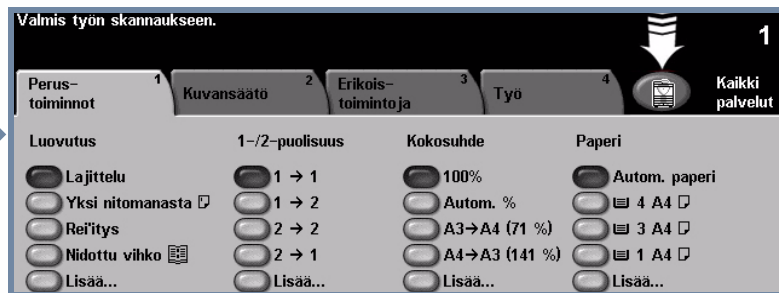 Valmis työn skannaukseen.
1
Perus-
toiminnot
1
Kuvansäätö
2
Erikois-
toimintoja
3
Työ
4
Kaikki
palvelut
Luovutus
1-/2-puolisuus
Kokosuhde
Paperi
Lajittelu
1 → 1
100%
Autom. paperi
Yksi nitomanasta
1 → 2
Autom. %
4 A4
Rei'itys
2 → 2
A3→A4 (71 %)
3 A4
Nidottu vihko
2 → 1
A4→A3 (141 %)
1 A4
Lisää...
Lisää...
Lisää...
Lisää...